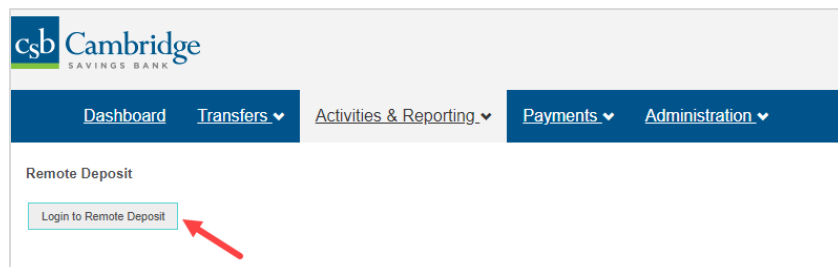 csb Cambridge
SAVINGS BANK
Dashboard Transfers Activities & Reporting Payments Administration
Remote Deposit
Login to Remote Deposit